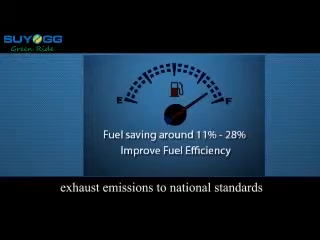 SUYOGG
Green Ride
E F
Fuel saving around 11% - 28%
Improve Fuel Efficiency
exhaust emissions to national standards